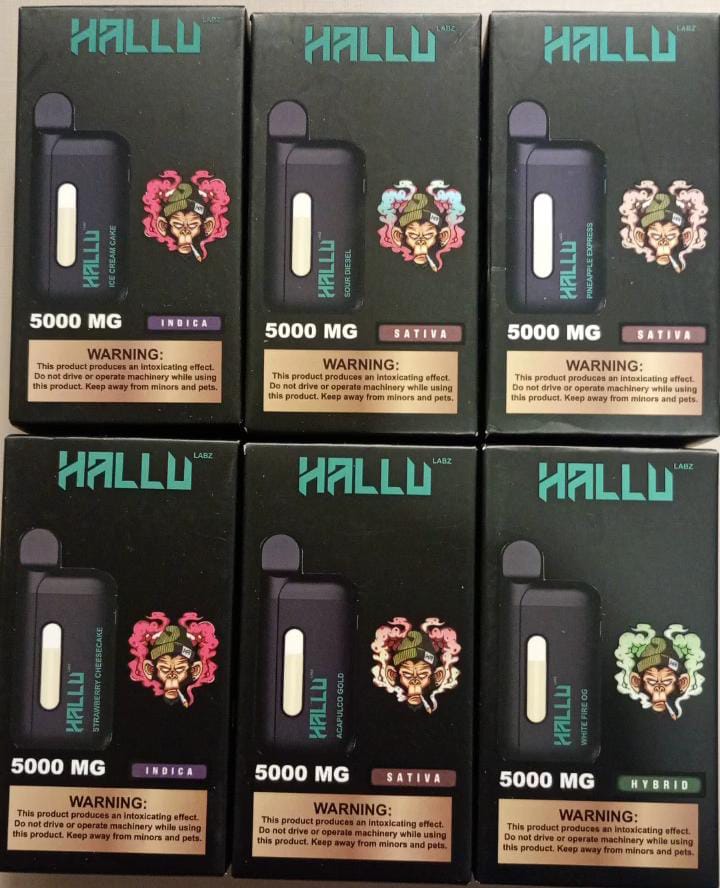 HALLU LABZ
HALLU
ICE CREAM CAKE
5000 MG
INDICA
WARNING:
This product produces an intoxicating effect.
Do not drive or operate machinery while using
this product. Keep away from minors and pets.
HALLU LABZ
HALLU
SOUR DIESEL
5000 MG
SATIVA
WARNING:
This product produces an intoxicating effect.
Do not drive or operate machinery while using
this product. Keep away from minors and pets.
HALLU LABZ
HALLU
PINEAPPLE EXPRESS
5000 MG
SATIVA
WARNING:
This product produces an intoxicating effect.
Do not drive or operate machinery while using
this product. Keep away from minors and pets.
HALLU LABZ
HALLU
STRAWBERRY CHEESECAKE
5000 MG
INDICA
WARNING:
This product produces an intoxicating effect.
Do not drive or operate machinery while using
this product. Keep away from minors and pets.
HALLU LABZ
HALLU
ACAPULCO GOLD
5000 MG
SATIVA
WARNING:
This product produces an intoxicating effect.
Do not drive or operate machinery while using
this product. Keep away from minors and pets.
HALLU LABZ
HALLU
WHITE FIRE OG
5000 MG
HYBRID
WARNING:
This product produces an intoxicating effect.
Do not drive or operate machinery while using
this product. Keep away from minors and pets.